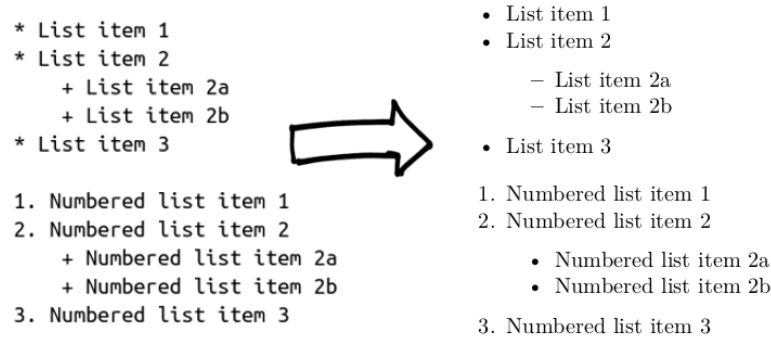 * List item 1
* List item 2
    + List item 2a
    + List item 2b
* List item 3
1. Numbered list item 1
2. Numbered list item 2
    + Numbered list item 2a
    + Numbered list item 2b
3. Numbered list item 3
• List item 1
• List item 2
    – List item 2a
    – List item 2b
• List item 3
1. Numbered list item 1
2. Numbered list item 2
    • Numbered list item 2a
    • Numbered list item 2b
3. Numbered list item 3